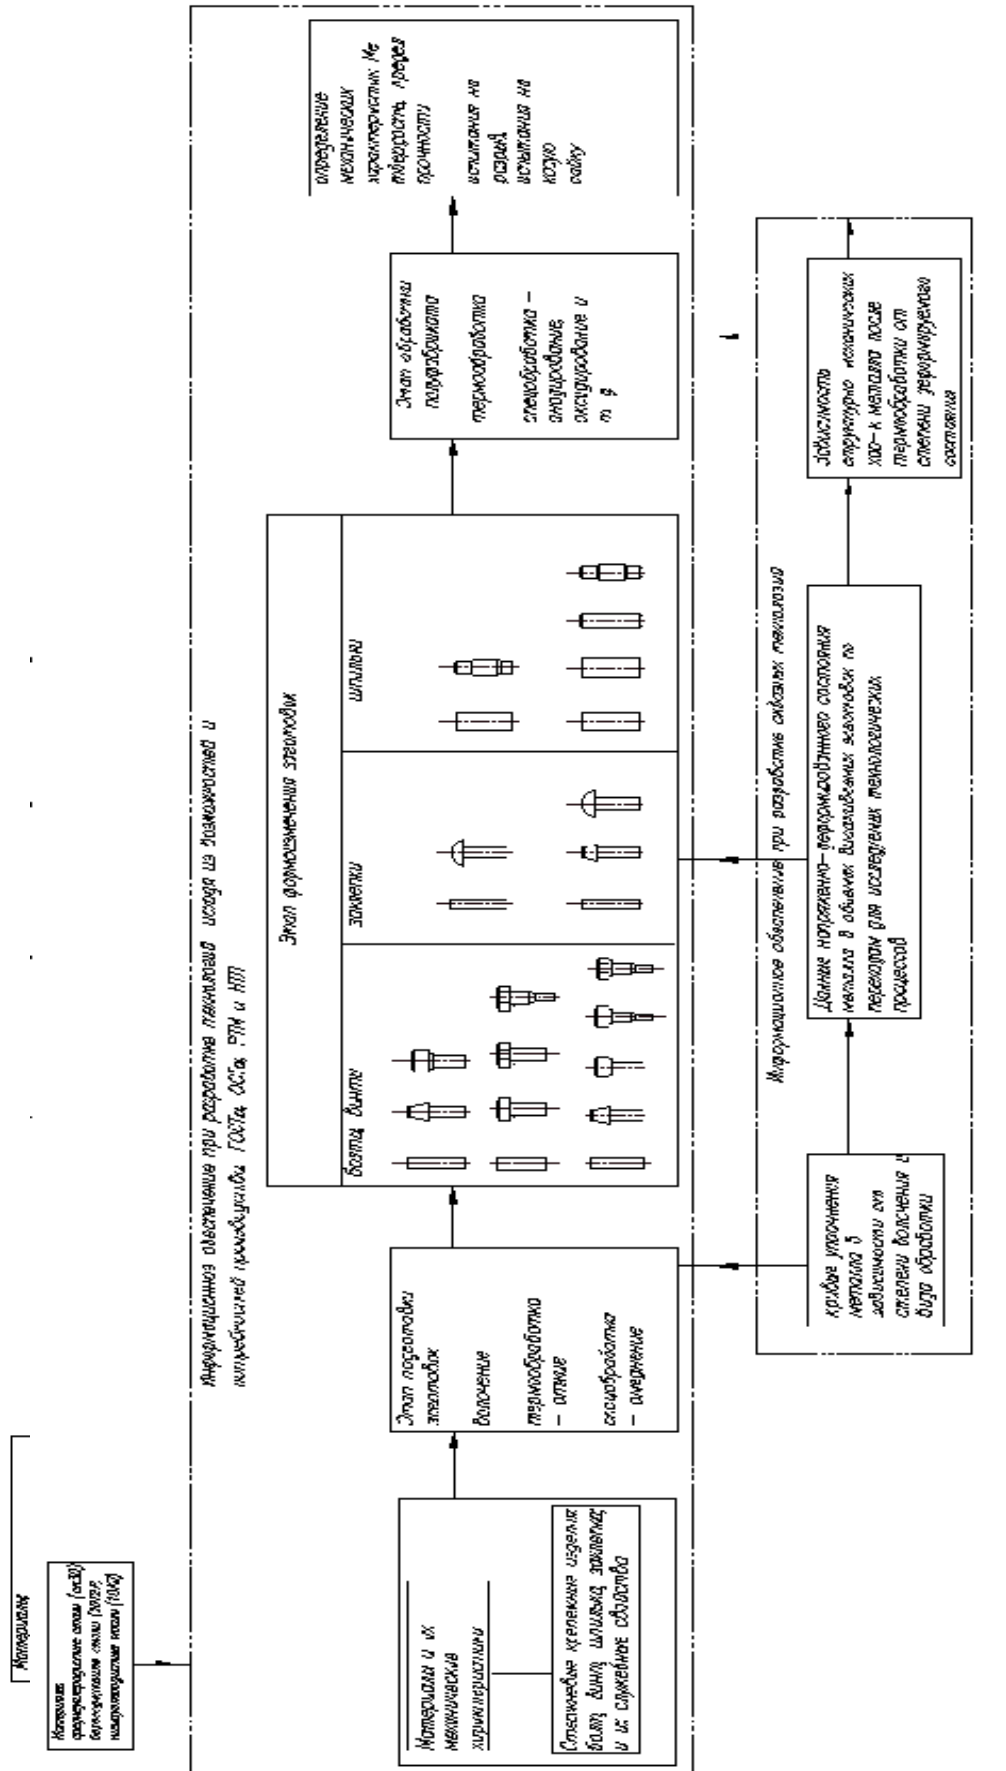 Материалы
Материалы и их
механические
характеристики
Стержневые крепежные изделия
болт, винт, шпилька, заклепка;
и их служебные свойства
Информационное обеспечение при разработке технологий исходя из возможностей и
потребностей производства ГОСТа, ОСТа, РТМ и НТП
Этап подготовки
заготовок
волочение
термообработка
– отжиг
спецобработка
– омеднение
Этап формоизменения заготовок
болты, винты
заклепки
шпильки
Этап обработки
полуфабриката
термообработка
спецобработка –
анодирование,
оксидирование и
т д
определение
механических
характеристик Ме
твердость, предел
прочности
испытания на
разрыв,
испытания на
косую
шайбу
Информационное обеспечение при разработке сквозных технологий
кривые упрочнения
металла в
зависимости от
степени волочения и
вида обработки
Данные напряженно–деформированного состояния
металла в объемах высаживаемых заготовок по
переходам для исследуемых технологических
процессов
Зависимость
структурно механических
хар–к металла после
термообработки от
степени деформируемого
состояния